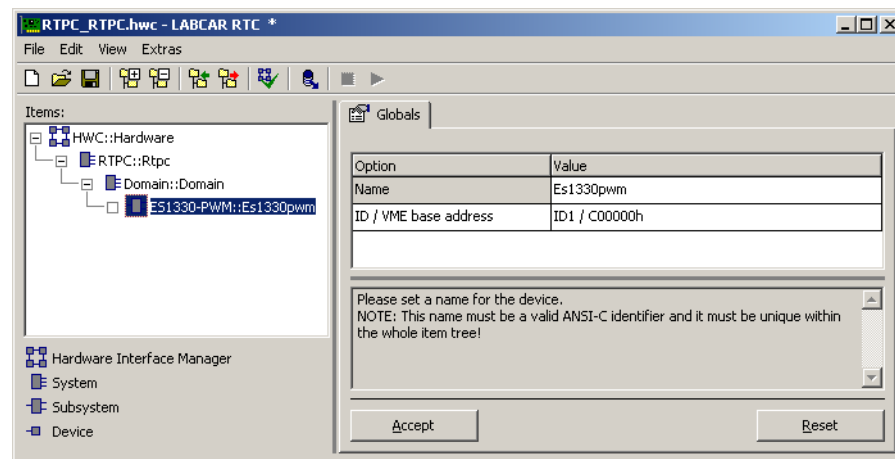 RTPC_RTPC.hwc - LABCAR RTC *
File Edit View Extras
Items:
HWC::Hardware
RTPC::Rtpc
Domain::Domain
ES1330-PWM::Es1330pwm
Hardware Interface Manager
System
Subsystem
Device
Globals
Option Value
Name Es1330pwm
ID / VME base address ID1 / C00000h
Please set a name for the device.
NOTE: This name must be a valid ANSI-C identifier and it must be unique within
the whole item tree!
Accept Reset